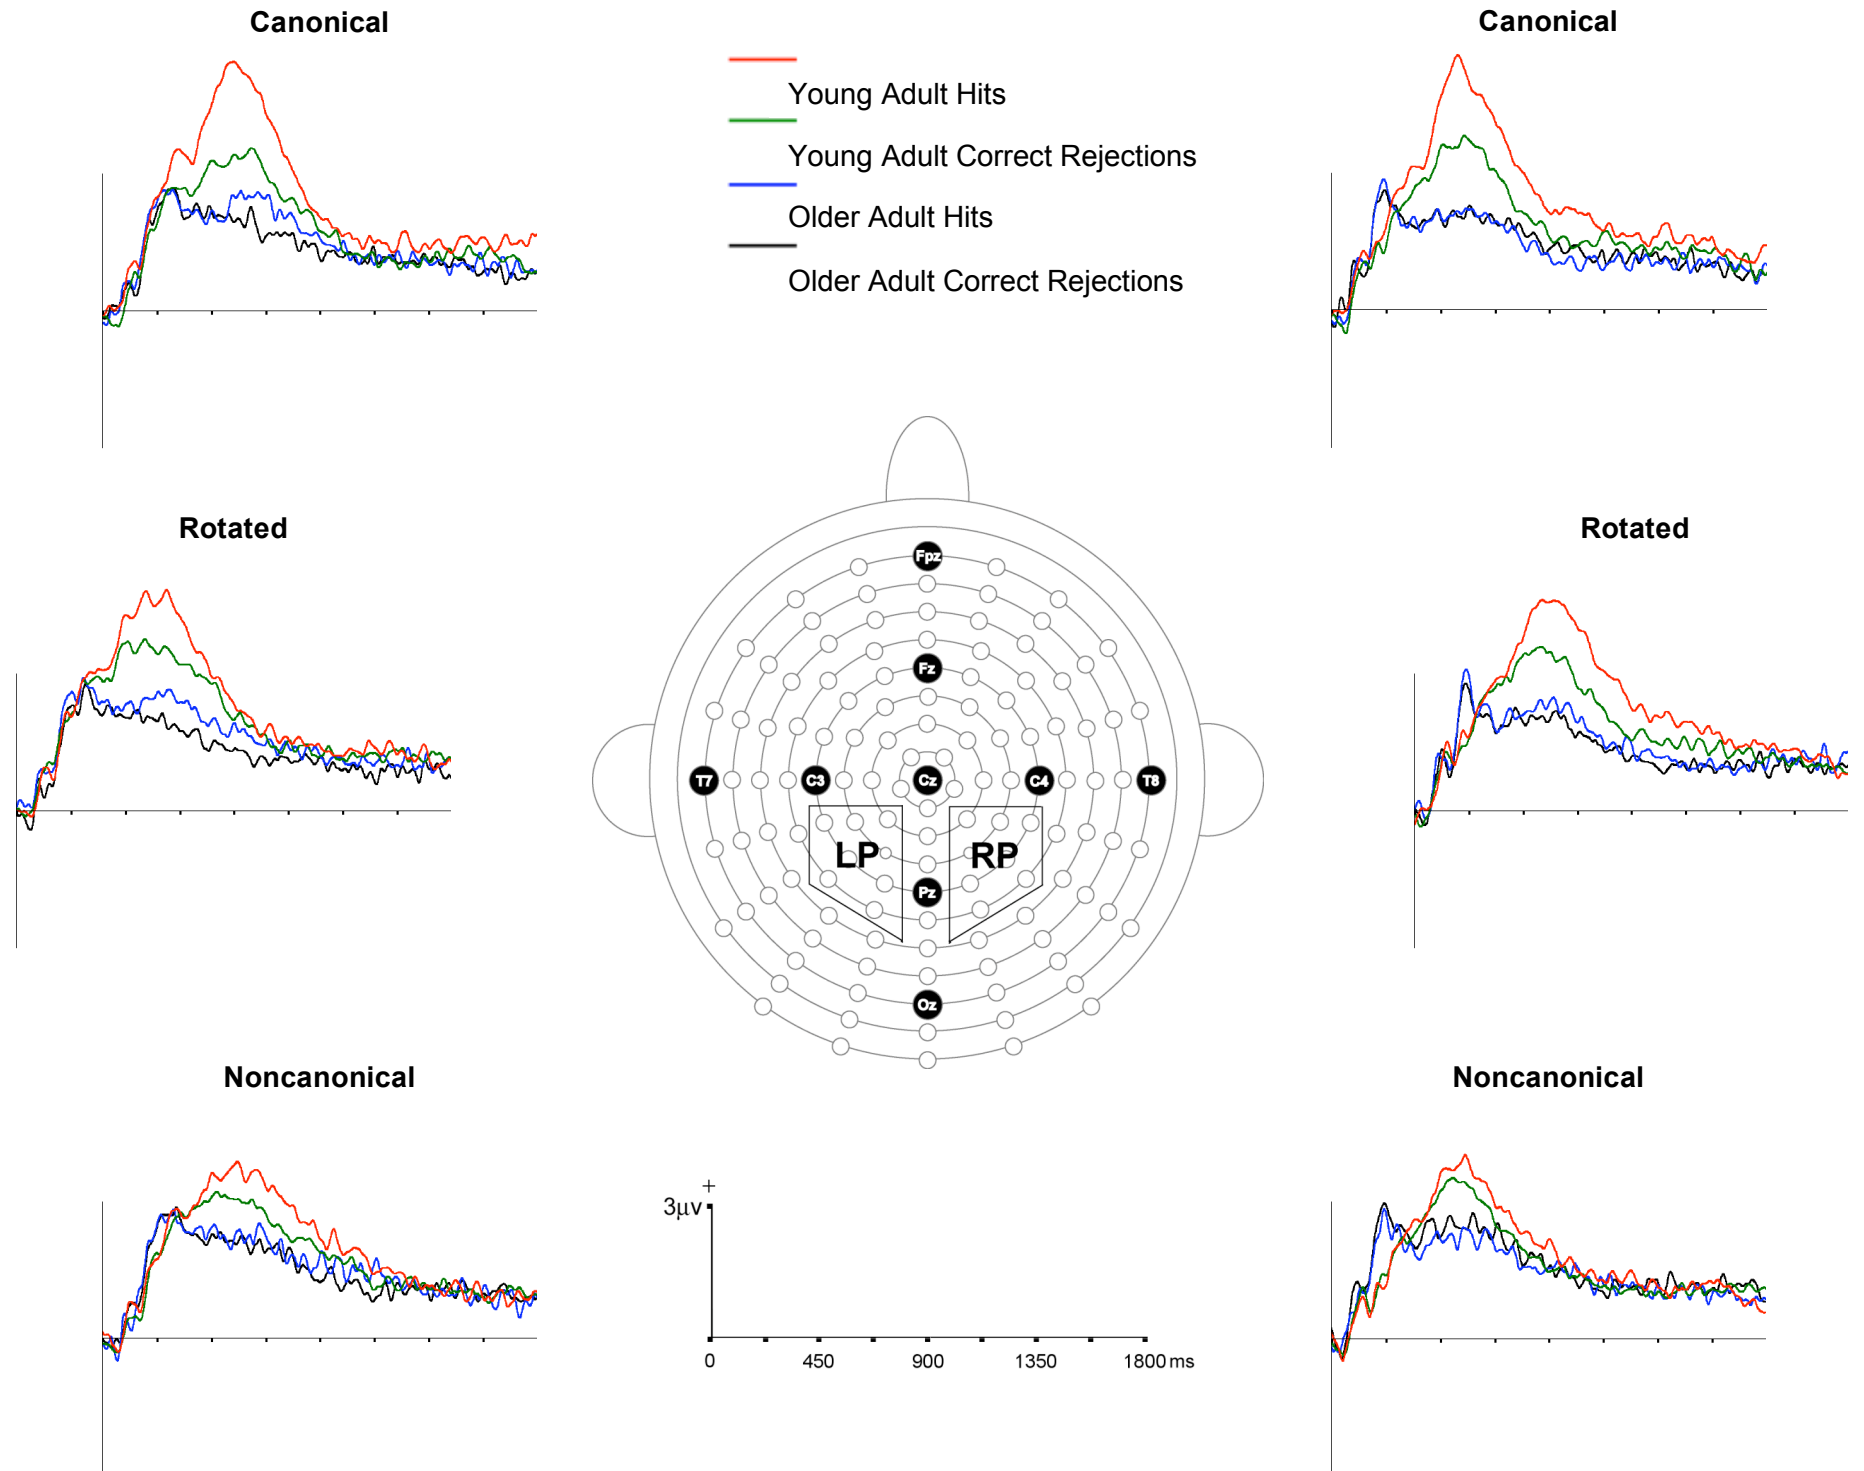 Canonical
Canonical
Young Adult Hits
Young Adult Correct Rejections
Older Adult Hits
Older Adult Correct Rejections
Rotated
Rotated
Fpz
Fz
T7
C3
Cz
C4
T8
LP
RP
Pz
Oz
Noncanonical
Noncanonical
+
3μv
0 450 900 1350 1800 ms